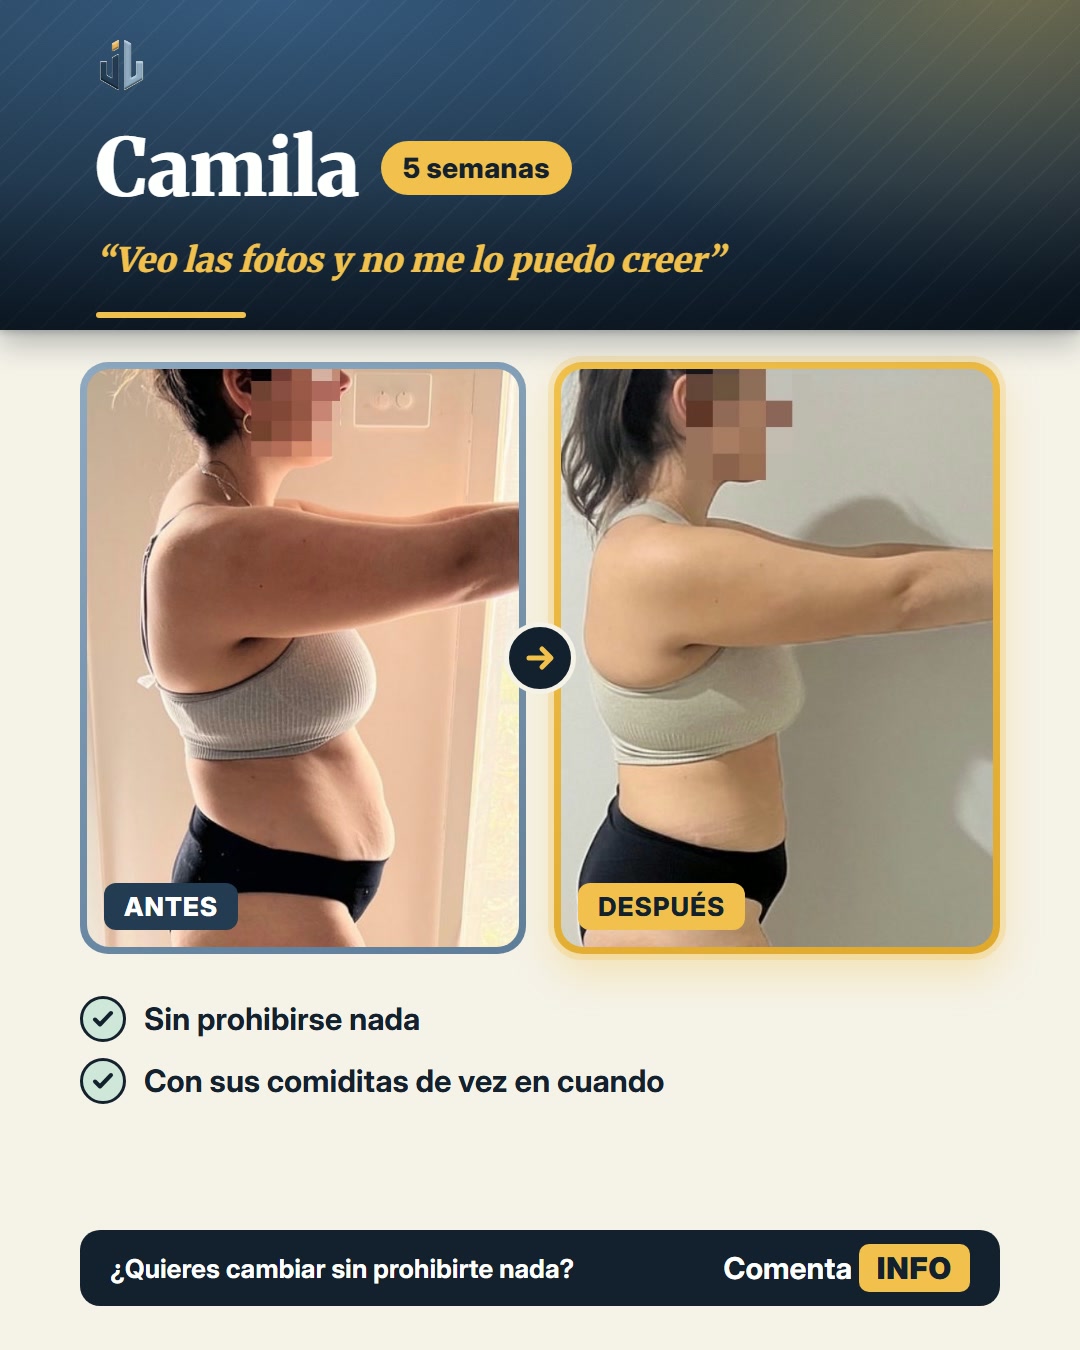 Camila
5 semanas
“Veo las fotos y no me lo puedo creer”
ANTES
DESPUÉS
Sin prohibirse nada
Con sus comiditas de vez en cuando
¿Quieres cambiar sin prohibirte nada?
Comenta INFO